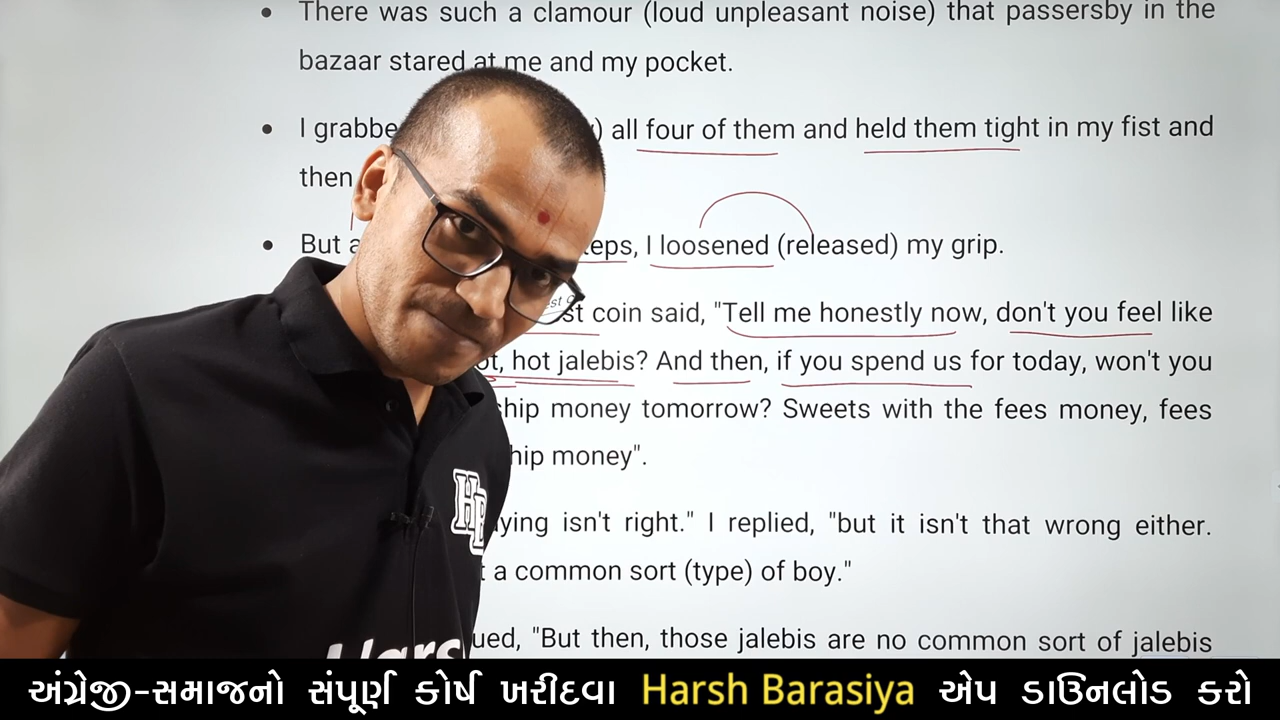 There was such a clamour (loud unpleasant noise) that passersby in the
bazaar stared at me and my pocket.
I grabbe ) all four of them and held them tight in my fist and
then
But a teps, I loosened (released) my grip.
st coin said, "Tell me honestly now, don't you feel like
ot, hot jalebis? And then, if you spend us for today, won't you
ship money tomorrow? Sweets with the fees money, fees
hip money".
ying isn't right." I replied, "but it isn't that wrong either.
t a common sort (type) of boy."
ued, "But then, those jalebis are no common sort of jalebis
HB
Hars
અંગ્રેજી-સમાજનો સંપૂર્ણ કોર્ષ ખરીદવા Harsh Barasiya એપ ડાઉનલોડ કરો